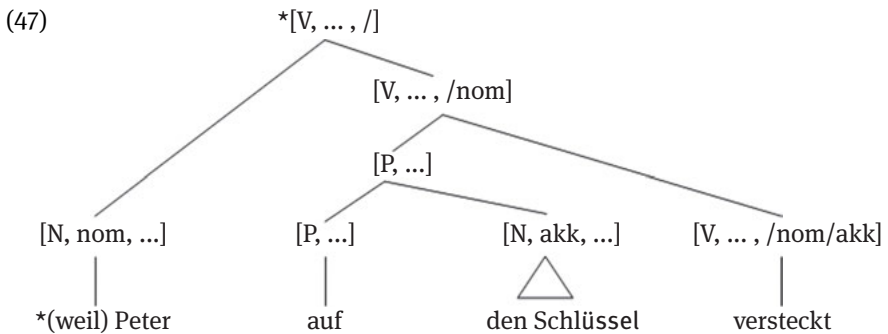 (47) *[V, ... , /]
[V, ... , /nom]
[P, ...]
[N, nom, ...] [P, ...] [N, akk, ...] [V, ... , /nom/akk]
*(weil) Peter auf den Schlüssel versteckt